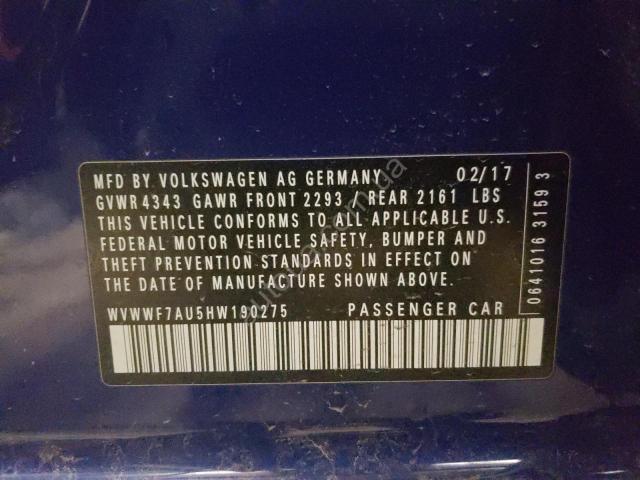 MFD BY VOLKSWAGEN AG GERMANY 02/17
GVWR 4343 GAWR FRONT 2293 REAR 2161 LBS
THIS VEHICLE CONFORMS TO ALL APPLICABLE U.S.
FEDERAL MOTOR VEHICLE SAFETY, BUMPER AND
THEFT PREVENTION STANDARDS IN EFFECT ON
THE DATE OF MANUFACTURE SHOWN ABOVE.
WVWWF7AU5HW190275 PASSENGER CAR
0641016 3159 3